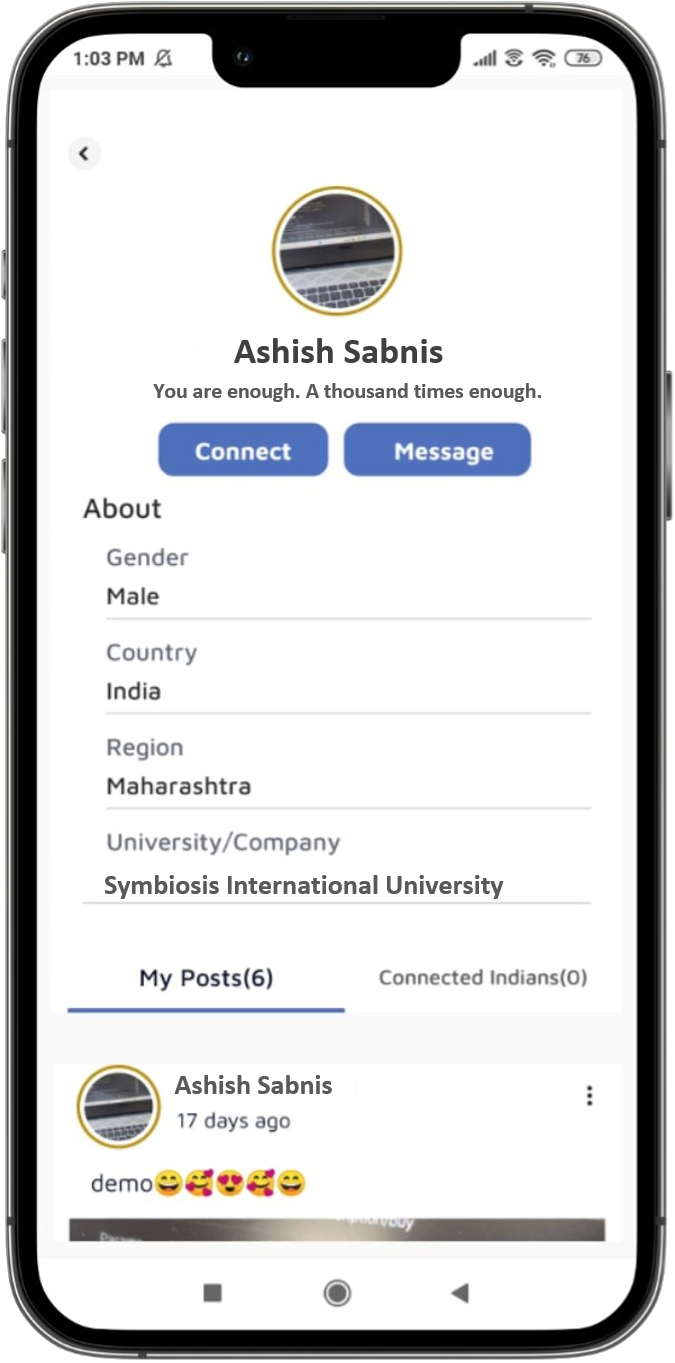 1:03 PM
76
Ashish Sabnis
You are enough. A thousand times enough.
Connect Message
About
Gender
Male
Country
India
Region
Maharashtra
University/Company
Symbiosis International University
My Posts(6) Connected Indians(0)
Ashish Sabnis
17 days ago
demo😄🥰😍🥰😄